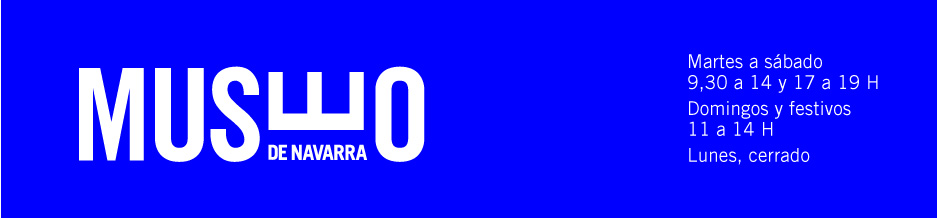 MUSEO
DE NAVARRA
Martes a sábado
9,30 a 14 y 17 a 19 H
Domingos y festivos
11 a 14 H
Lunes, cerrado